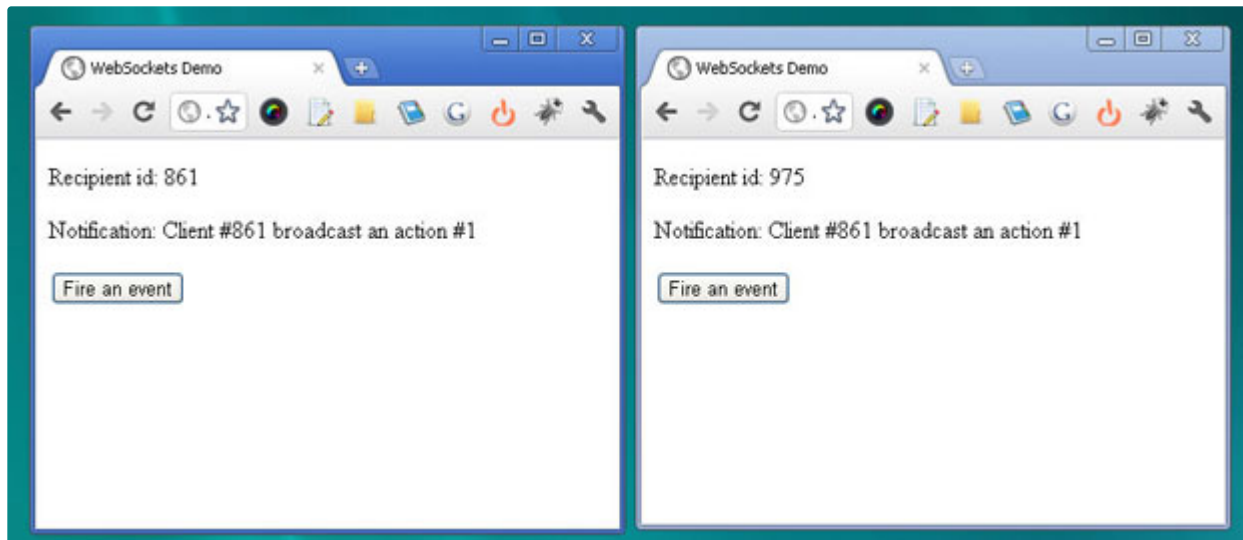 WebSockets Demo
Recipient id: 861
Notification: Client #861 broadcast an action #1
Fire an event
WebSockets Demo
Recipient id: 975
Notification: Client #861 broadcast an action #1
Fire an event